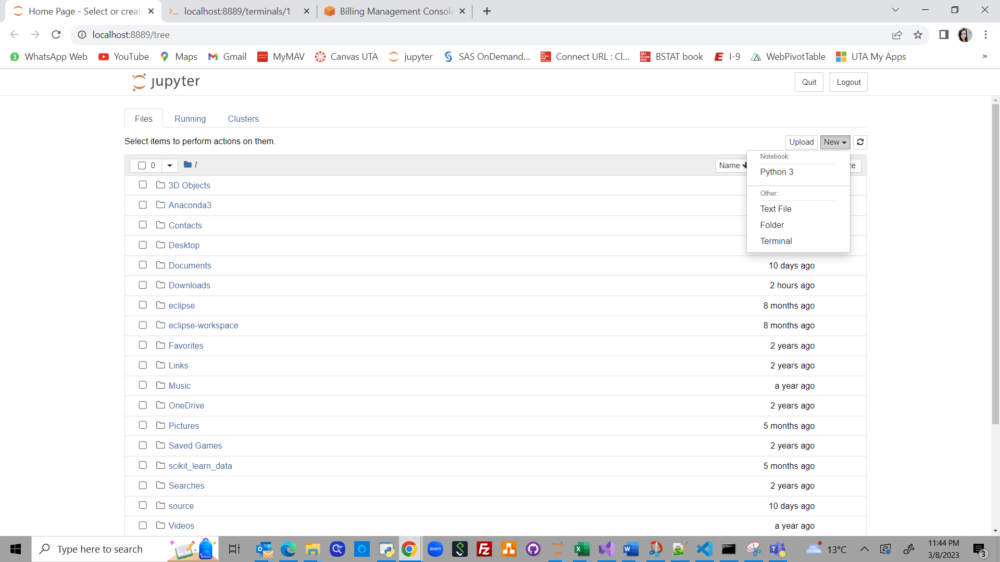 Home Page - Select or creat
localhost:8889/terminals/1
Billing Management Console
localhost:8889/tree
WhatsApp Web
YouTube
Maps
Gmail
MyMAV
Canvas UTA
jupyter
SAS OnDemand...
Connect URL : Cl...
BSTAT book
I-9
WebPivotTable
UTA My Apps
»
jupyter
Quit
Logout
Files
Running
Clusters
Select items to perform actions on them.
Upload
New
0
/
Name
ze
Notebook:
Python 3
Other:
Text File
Folder
Terminal
3D Objects
Anaconda3
Contacts
Desktop
Documents 10 days ago
Downloads 2 hours ago
eclipse 8 months ago
eclipse-workspace 8 months ago
Favorites 2 years ago
Links 2 years ago
Music a year ago
OneDrive 2 years ago
Pictures 5 months ago
Saved Games 2 years ago
scikit_learn_data 5 months ago
Searches 2 years ago
source 10 days ago
Videos a year ago
Type here to search
zoom
13°C
11:44 PM
3/8/2023
3